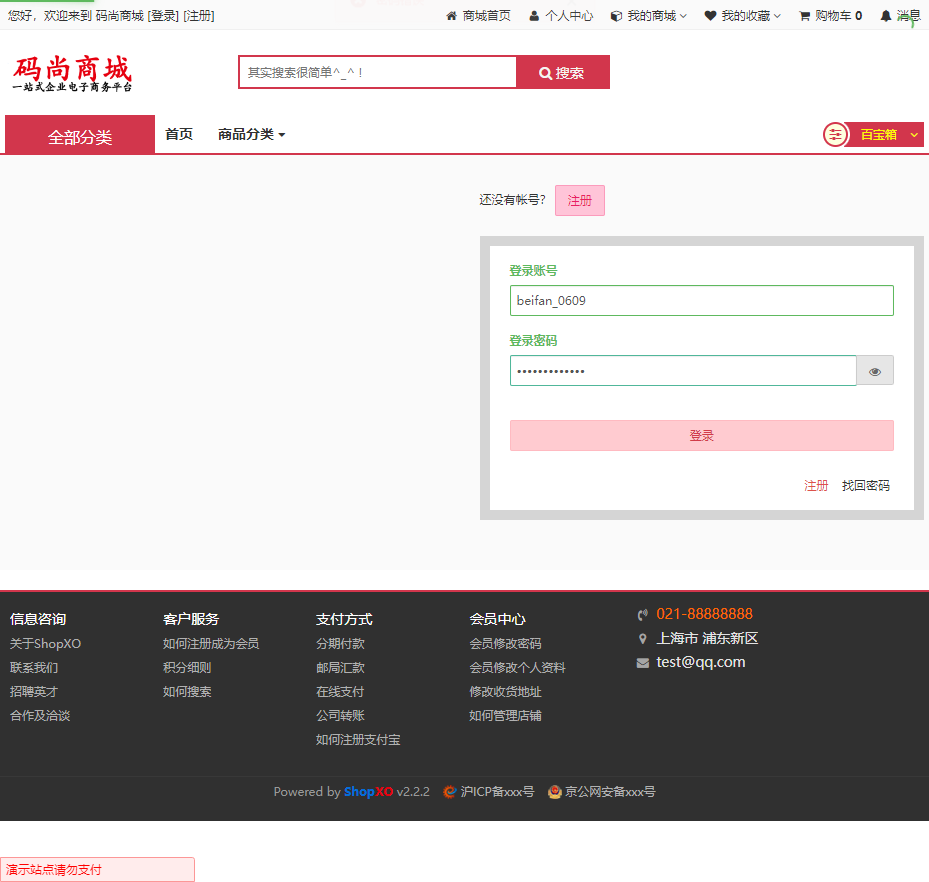 您好，欢迎来到 码尚商城 [登录] [注册]
商城首页 个人中心 我的商城 我的收藏 购物车 0 消息
码尚商城
一站式企业电子商务平台
其实搜索很简单^_^ !
搜索
全部分类 首页 商品分类
百宝箱
还没有帐号? 注册
登录账号
beifan_0609
登录密码
•••••••••••••
登录
注册 找回密码
信息咨询
关于ShopXO
联系我们
招聘英才
合作及洽谈
客户服务
如何注册成为会员
积分细则
如何搜索
支付方式
分期付款
邮局汇款
在线支付
公司转账
如何注册支付宝
会员中心
会员修改密码
会员修改个人资料
修改收货地址
如何管理店铺
021-88888888
上海市 浦东新区
test@qq.com
Powered by ShopXO v2.2.2 沪ICP备xxx号 京公网安备xxx号
演示站点请勿支付